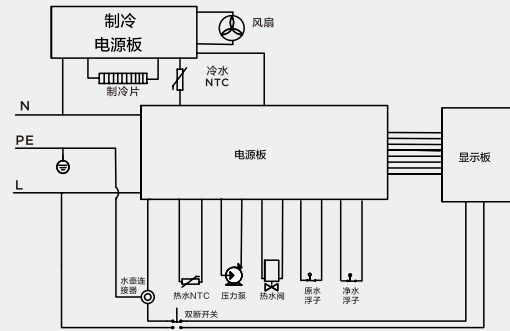 制冷
电源板
风扇
冷水
NTC
制冷片
N
PE
L
电源板
显示板
水壶连
接器
热水NTC
压力泵
热水阀
原水
浮子
净水
浮子
双断开关